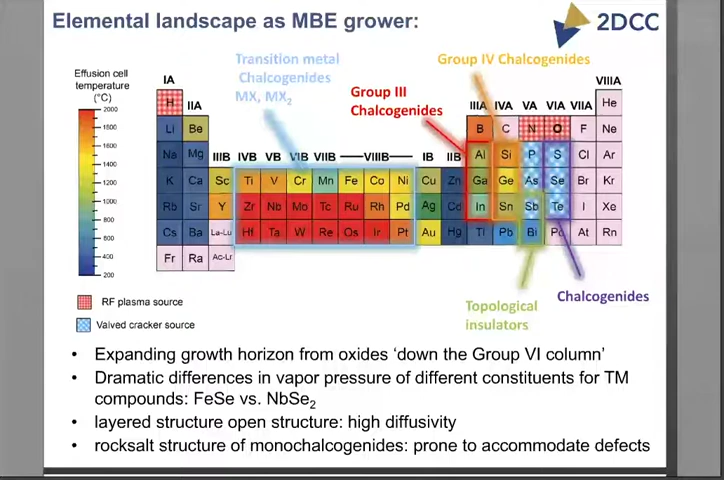 Elemental landscape as MBE grower:
2DCC
Transition metal
Chalcogenides
MX, MX2
Group IV Chalcogenides
Group III
Chalcogenides
Effusion cell
temperature
(°C)
2000
1800
1600
1400
1200
1000
800
600
400
200
IA IIA IIIB IVB VB VIB VIIB VIIIB IB IIB IIIA IVA VA VIA VIIA VIIIA
H He
Li Be B C N O F Ne
Na Mg Al Si P S Cl Ar
K Ca Sc Ti V Cr Mn Fe Co Ni Cu Zn Ga Ge As Se Br Kr
Rb Sr Y Zr Nb Mo Tc Ru Rh Pd Ag Cd In Sn Sb Te I Xe
Cs Ba La-Lu Hf Ta W Re Os Ir Pt Au Hg Tl Pb Bi Po At Rn
Fr Ra Ac-Lr
RF plasma source
Valved cracker source
Topological
insulators
Chalcogenides
• Expanding growth horizon from oxides ‘down the Group VI column’
• Dramatic differences in vapor pressure of different constituents for TM
compounds: FeSe vs. NbSe2
• layered structure open structure: high diffusivity
• rocksalt structure of monochalcogenides: prone to accommodate defects